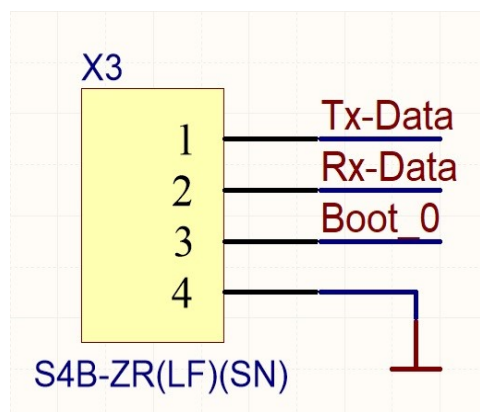 X3
1 Tx-Data
2 Rx-Data
3 Boot_0
4
S4B-ZR(LF)(SN)